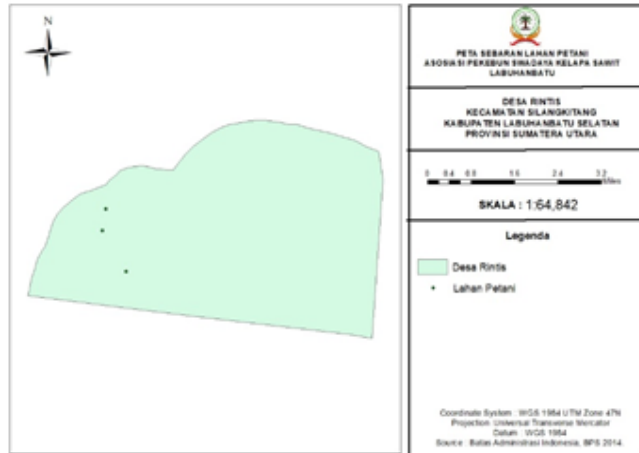 N
PETA SEBARAN LAHAN PETANI
ASOSIASI PEKEBUN SWADAYA KELAPA SAWIT
LABUHANBATU
DESA RINTIS
KECAMATAN SILANGKITANG
KABUPATEN LABUHANBATU SELATAN
PROVINSI SUMATERA UTARA
0 0.4 0.8 1.6 2.4 3.2
Miles
SKALA : 1:64,842
Legenda
Desa Rintis
Lahan Petani
Coordinate System : WGS 1984 UTM Zone 47N
Projection: Universal Transverse Mercator
Datum : WGS 1984
Source : Batas Administrasi Indonesia, BPS 2014.